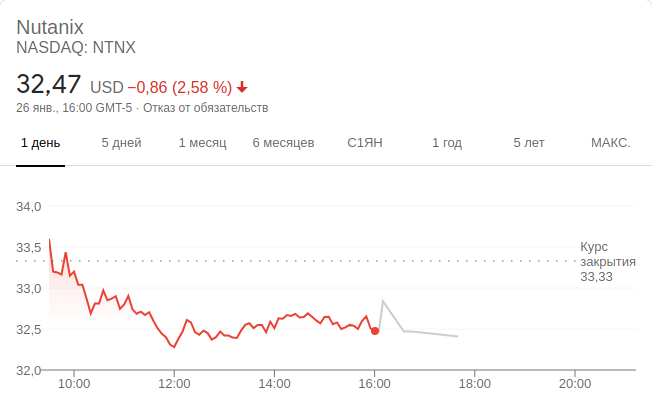 Nutanix
NASDAQ: NTNX
32,47 USD −0,86 (2,58 %)
26 янв., 16:00 GMT-5 · Отказ от обязательств
1 день 5 дней 1 месяц 6 месяцев С1ЯН 1 год 5 лет МАКС.
34,0
33,5
33,0
32,5
32,0
Курс
закрытия
33,33
10:00 12:00 14:00 16:00 18:00 20:00